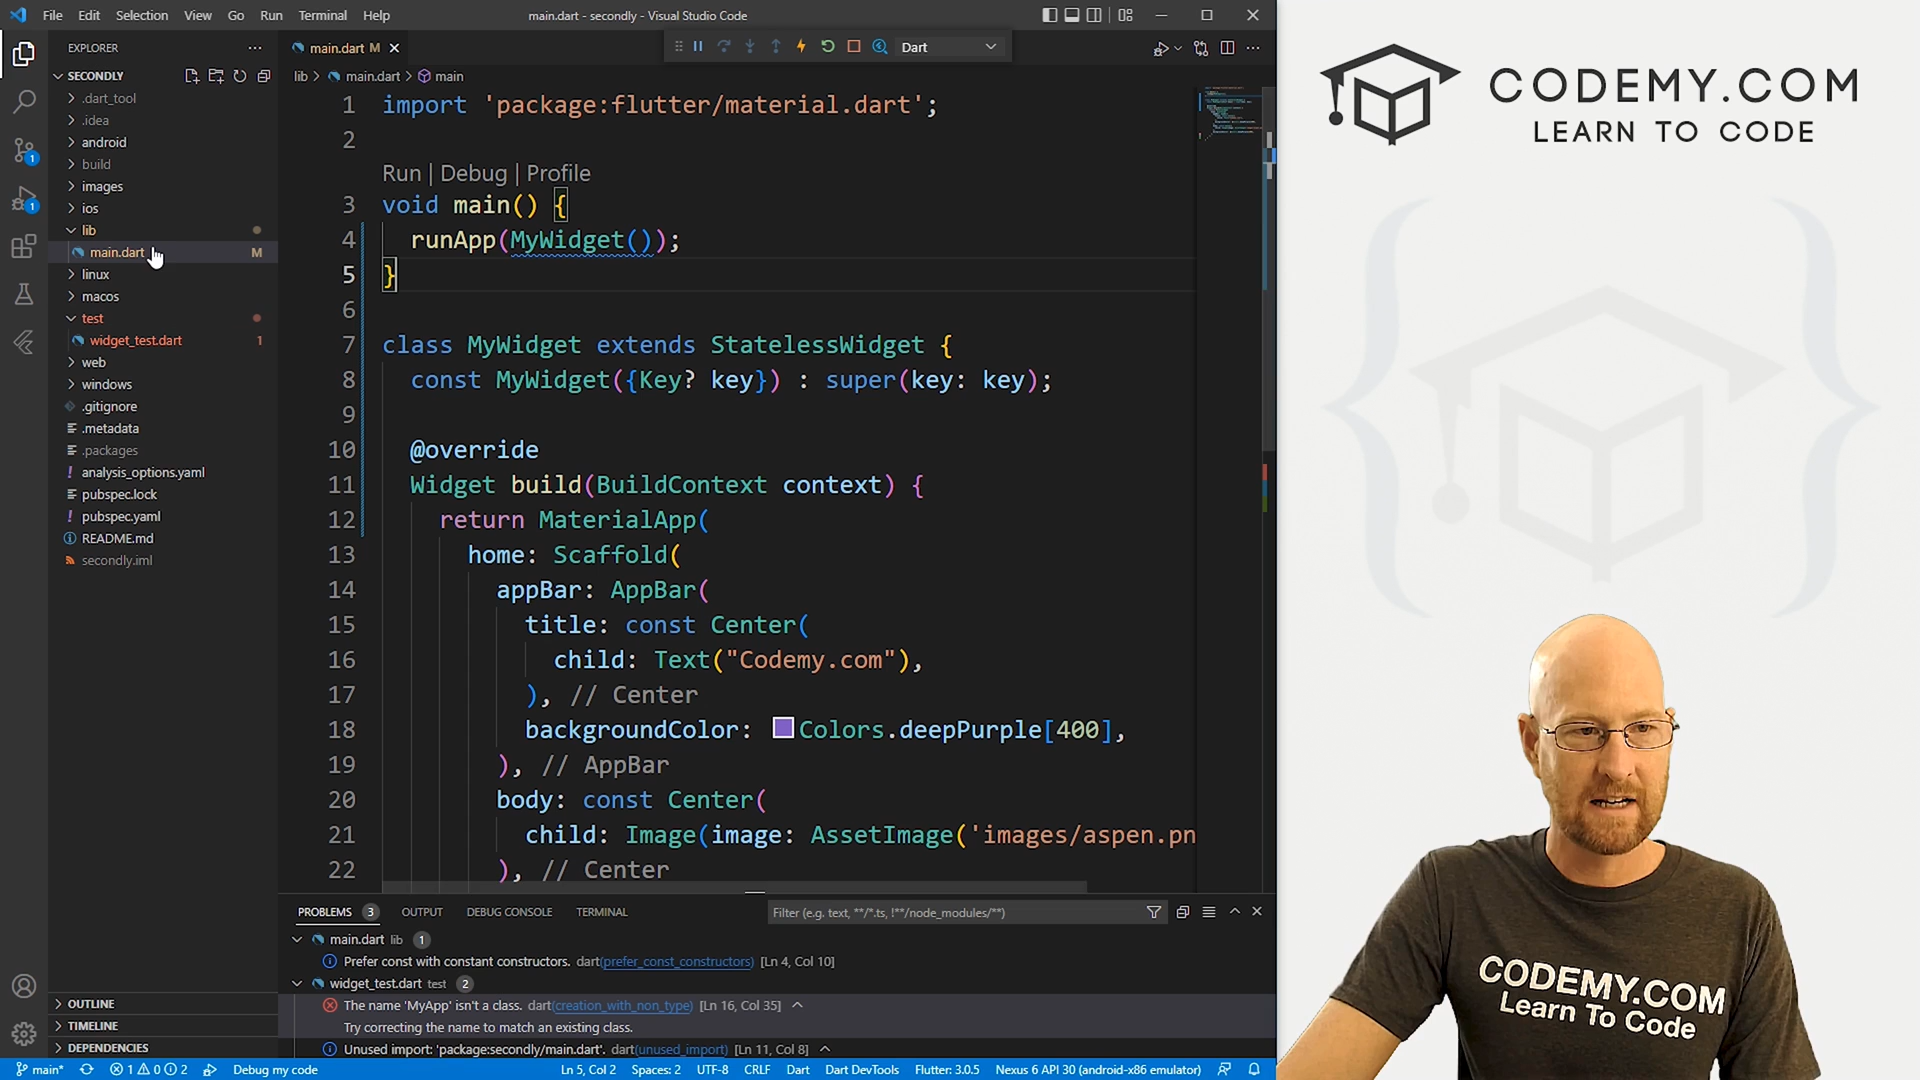 File Edit Selection View Go Run Terminal Help
main.dart - secondly - Visual Studio Code
EXPLORER
main.dart M
Dart
SECONDLY
lib > main.dart > main
.dart_tool
.idea
android
build
images
ios
lib
main.dart M
linux
macos
test
widget_test.dart 1
web
windows
.gitignore
.metadata
.packages
analysis_options.yaml
pubspec.lock
pubspec.yaml
README.md
secondly.iml
OUTLINE
TIMELINE
DEPENDENCIES
1 import 'package:flutter/material.dart';
2
Run | Debug | Profile
3 void main() {
4 runApp(MyWidget());
5 }
6
7 class MyWidget extends StatelessWidget {
8 const MyWidget({Key? key}) : super(key: key);
9
10 @override
11 Widget build(BuildContext context) {
12 return MaterialApp(
13 home: Scaffold(
14 appBar: AppBar(
15 title: const Center(
16 child: Text("Codemy.com"),
17 ), // Center
18 backgroundColor: Colors.deepPurple[400],
19 ), // AppBar
20 body: const Center(
21 child: Image(image: AssetImage('images/aspen.pn
22 ), // Center
PROBLEMS 3 OUTPUT DEBUG CONSOLE TERMINAL
Filter (e.g. text, **/*.ts, !**/node_modules/**)
main.dart lib 1
Prefer const with constant constructors. dart(prefer_const_constructors) [Ln 4, Col 10]
widget_test.dart test 2
The name 'MyApp' isn't a class. dart(creation_with_non_type) [Ln 16, Col 35]
Try correcting the name to match an existing class.
Unused import: 'package:secondly/main.dart'. dart(unused_import) [Ln 11, Col 8]
main* 1 0 2 Debug my code
Ln 5, Col 2 Spaces: 2 UTF-8 CRLF Dart Dart DevTools Flutter: 3.0.5 Nexus 6 API 30 (android-x86 emulator)
1
1
CODEMY.COM
LEARN TO CODE
CODEMY.COM
Learn To Code